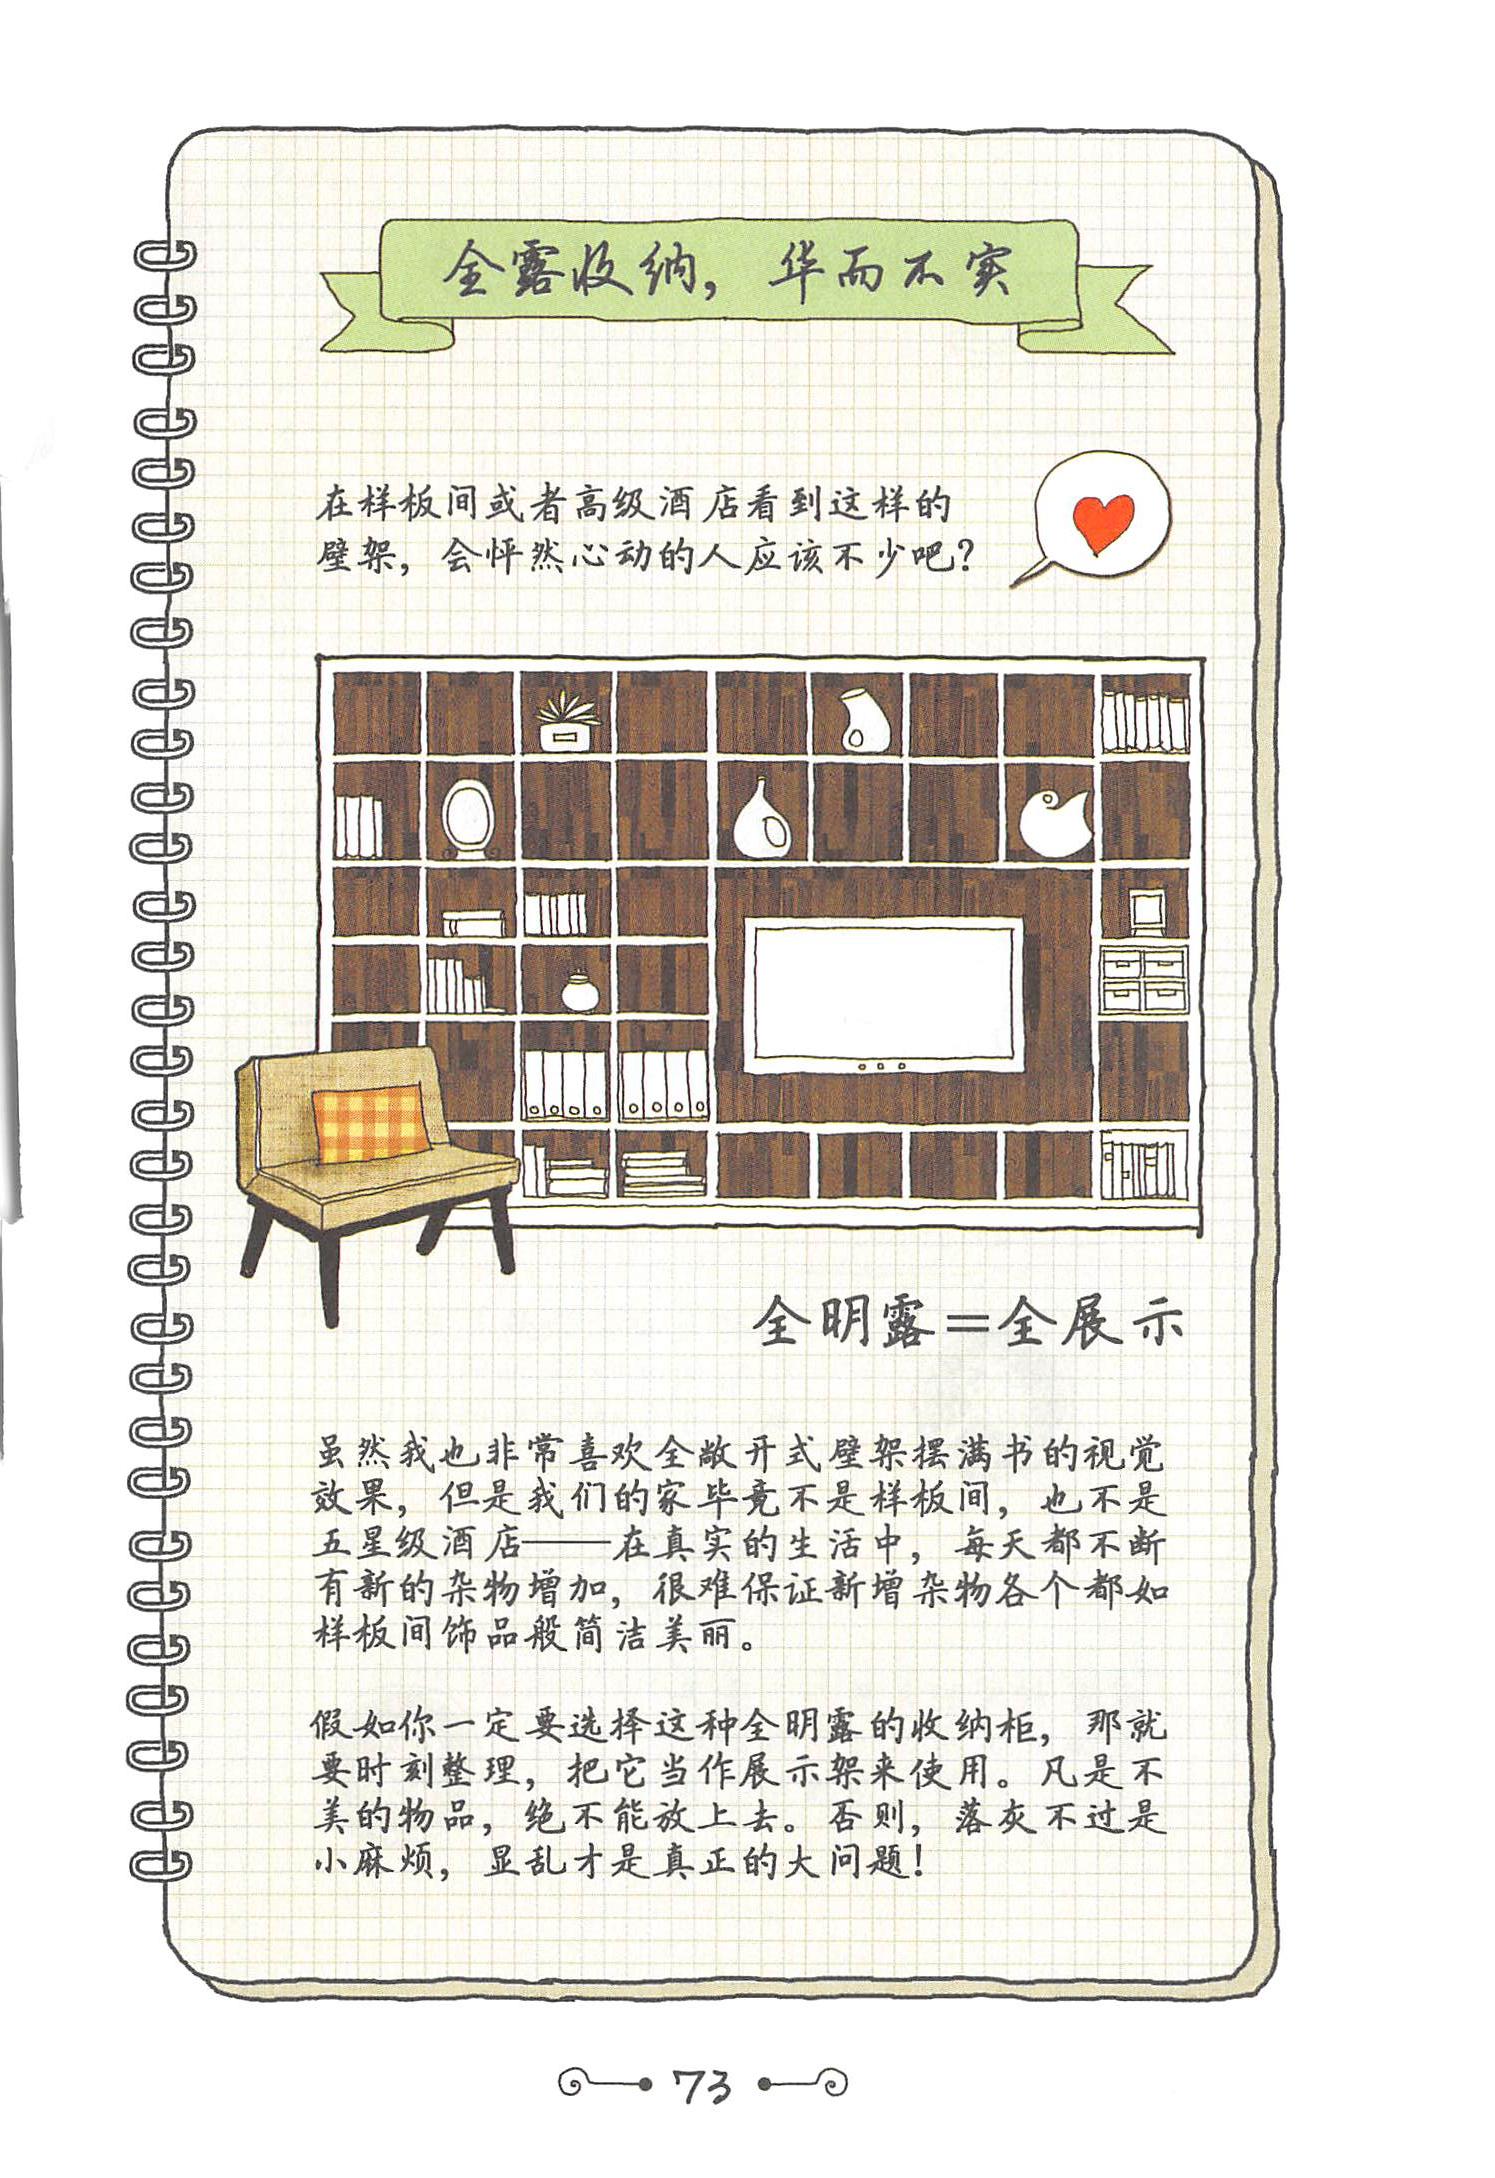 全露收纳，华而不实
在样板间或者高级酒店看到这样的
壁架，会怦然心动的人应该不少吧？
全明露＝全展示
虽然我也非常喜欢全敞开式壁架摆满书的视觉
效果，但是我们的家毕竟不是样板间，也不是
五星级酒店——在真实的生活中，每天都不断
有新的杂物增加，很难保证新增杂物各个都如
样板间饰品般简洁美丽。
假如你一定要选择这种全明露的收纳柜，那就
要时刻整理，把它当作展示架来使用。凡是不
美的物品，绝不能放上去。否则，落灰不过是
小麻烦，显乱才是真正的大问题！
73